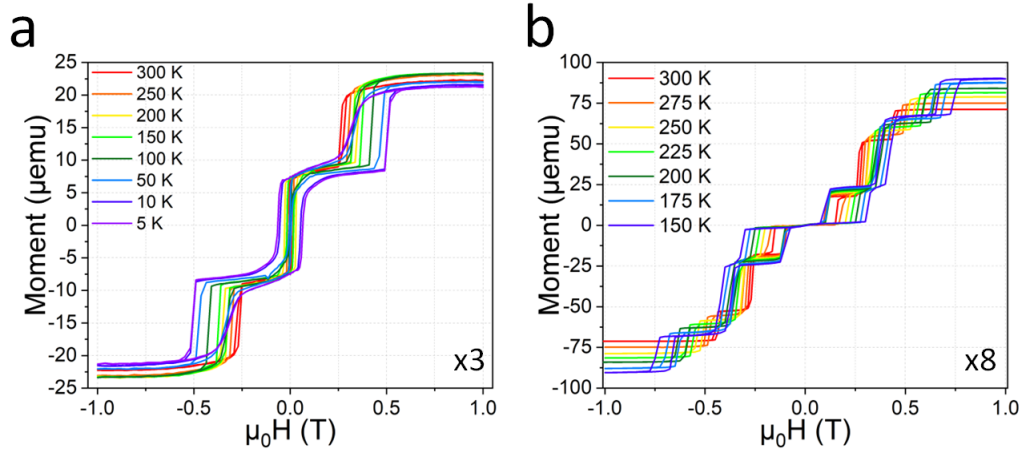 a
25
20
15
10
5
0
-5
-10
-15
-20
-25
Moment (µemu)
300 K
250 K
200 K
150 K
100 K
50 K
10 K
5 K
x3
-1.0 -0.5 0.0 0.5 1.0
µ0H (T)
b
100
75
50
25
0
-25
-50
-75
-100
Moment (µemu)
300 K
275 K
250 K
225 K
200 K
175 K
150 K
x8
-1.0 -0.5 0.0 0.5 1.0
µ0H (T)